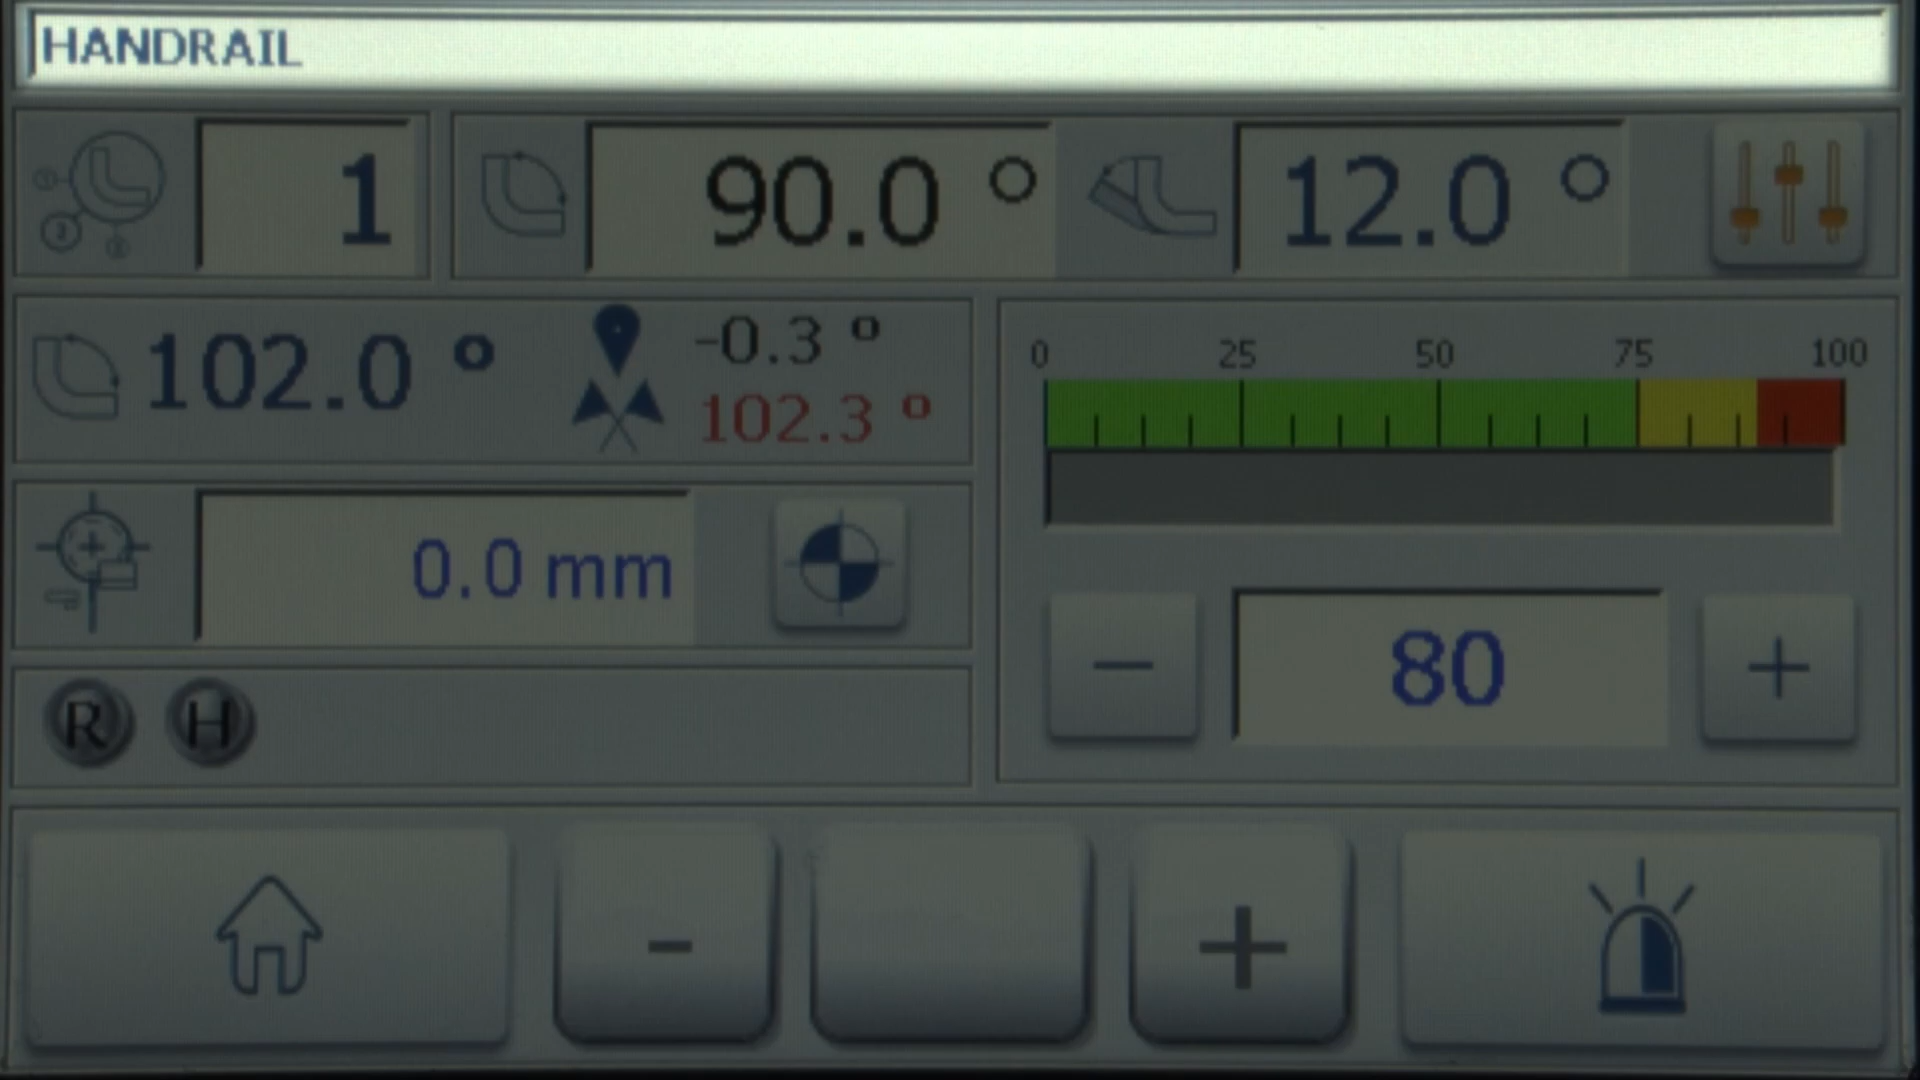 HANDRAIL
1
90.0 °
12.0 °
102.0 °
-0.3 °
102.3 °
0 25 50 75 100
0.0 mm
- 80 +
R H
- +